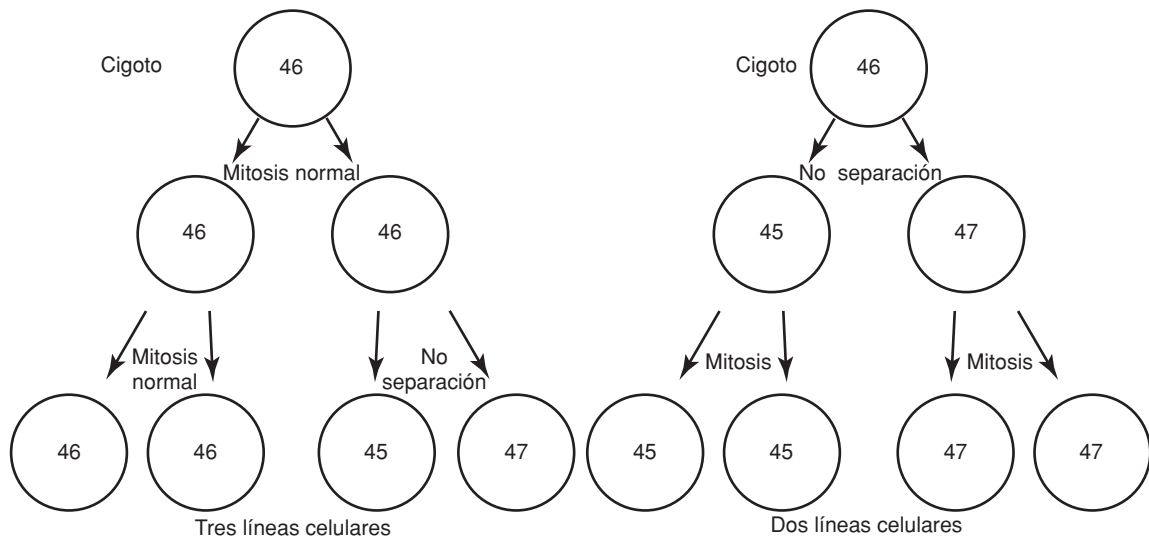 Cigoto
46
Mitosis normal
46
46
Mitosis
normal
No
separación
46
46
45
47
Tres líneas celulares
Cigoto
46
No separación
45
47
Mitosis
Mitosis
45
45
47
47
Dos líneas celulares